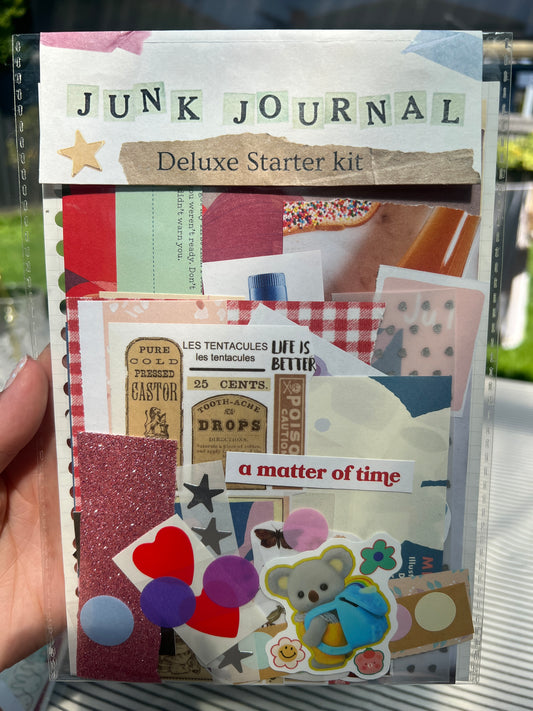 JUNK JOURNAL
Deluxe Starter kit
you weren't ready. Don't
didn't warn you.
LES TENTACULES
les tentacules
LIFE IS
BETTER
PURE
COLD
PRESSED
CASTOR
25 CENTS.
TOOTH-ACHE
DROPS
DIRECTIONS:
POISON
CAUTION
a matter of time